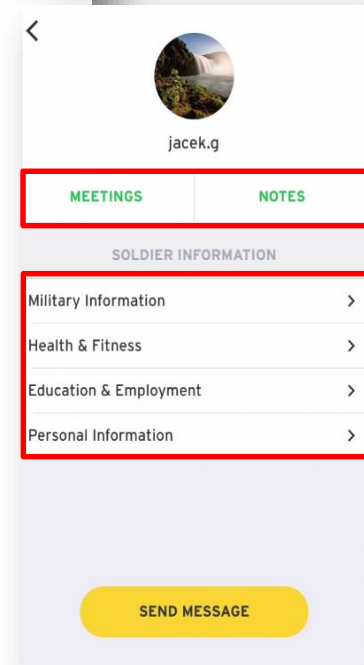 jacek.g
MEETINGS NOTES
SOLDIER INFORMATION
Military Information
Health & Fitness
Education & Employment
Personal Information
SEND MESSAGE